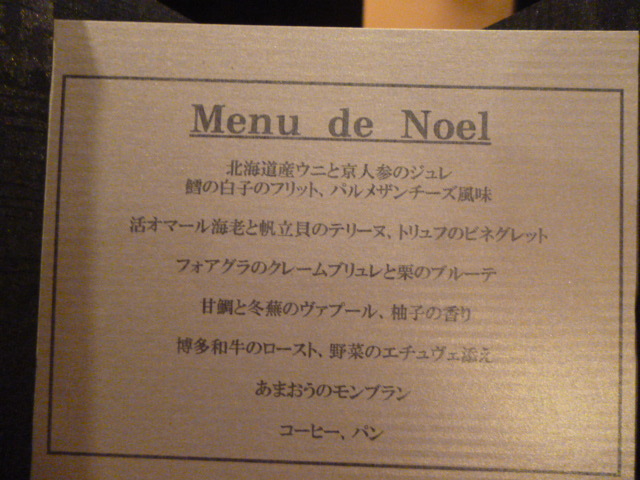 Menu de Noel
北海道産ウニと京人参のジュレ
鱈の白子のフリット、パルメザンチーズ風味
活オマール海老と帆立貝のテリーヌ、トリュフのビネグレット
フォアグラのクレームブリュレと栗のブルーテ
甘鯛と冬蕪のヴァプール、柚子の香り
博多和牛のロースト、野菜のエチュヴェ添え
あまおうのモンブラン
コーヒー、パン